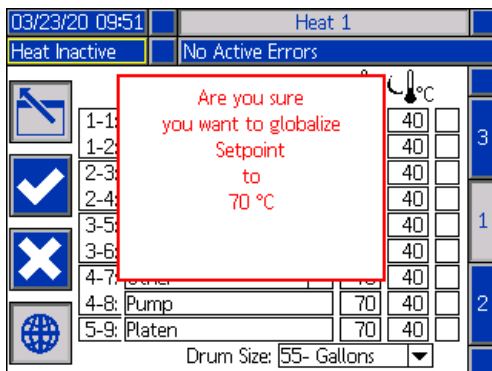 03/23/20 09:51 Heat 1
Heat Inactive No Active Errors
°C
Are you sure
you want to globalize
Setpoint
to
70 °C
1-1: 40
1-2: 40
2-3: 40
2-4: 40
3-5: 40
3-6: 40
4-7: 40
4-8: Pump 70 40
5-9: Platen 70 40
Drum Size: 55- Gallons
3
1
2